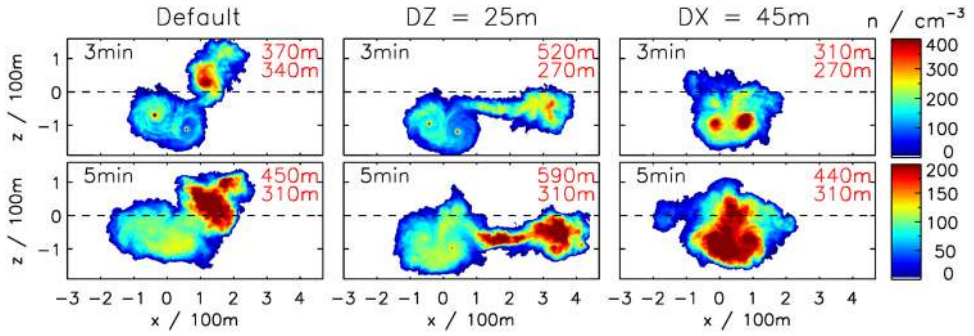 Default
DZ = 25m
DX = 45m
n / cm⁻³
3min
370m
340m
3min
520m
270m
3min
310m
270m
z / 100m
1
0
−1
400
300
200
100
0
5min
450m
310m
5min
590m
310m
5min
440m
310m
z / 100m
1
0
−1
200
150
100
50
0
−3 −2 −1 0 1 2 3 4
−3 −2 −1 0 1 2 3 4
−3 −2 −1 0 1 2 3 4
x / 100m
x / 100m
x / 100m